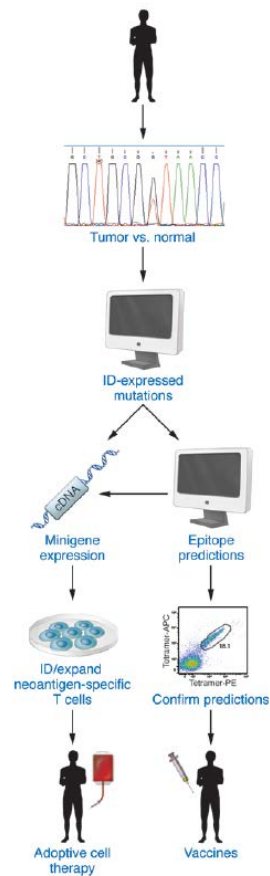 Tumor vs. normal
ID-expressed
mutations
cDNA
Minigene
expression
Epitope
predictions
Tetramer-APC
18.1
Tetramer-PE
ID/expand
neoantigen-specific
T cells
Confirm predictions
Adoptive cell
therapy
Vaccines